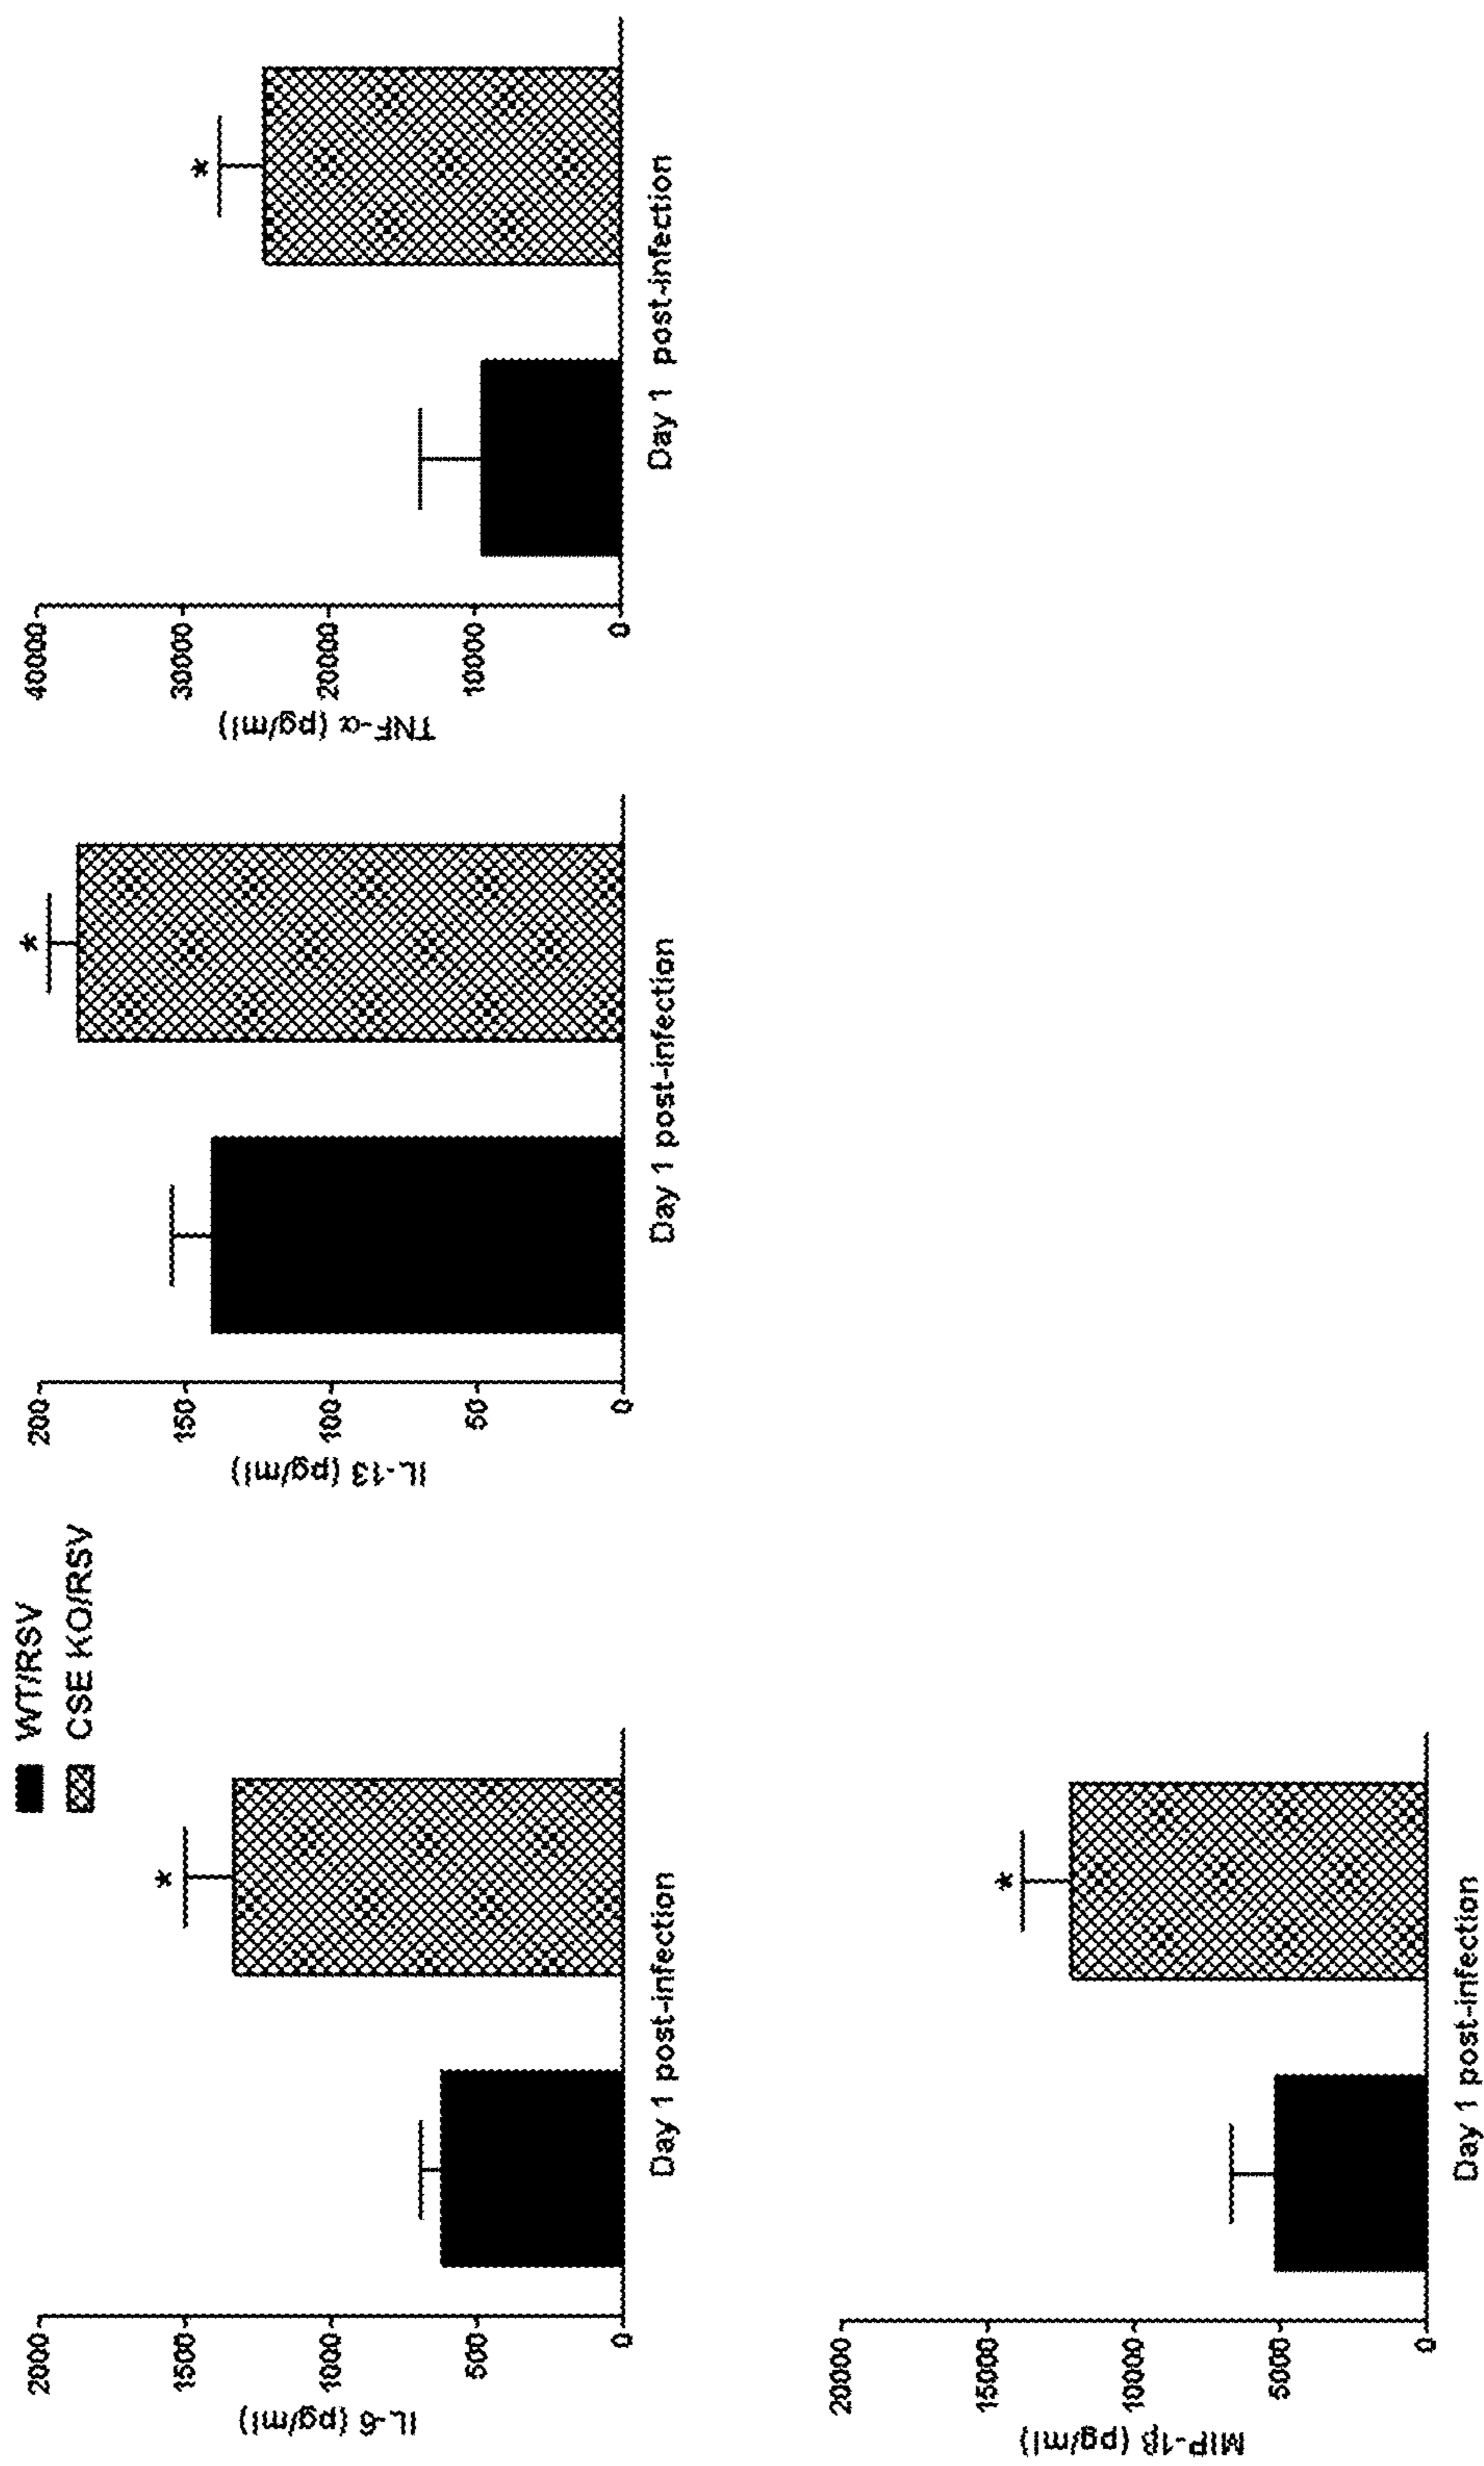 WT/RSV
CSE KO/RSV
IL-6 (pg/ml)
2000
1500
1000
500
0
*
Day 1 post-infection
IL-13 (pg/ml)
200
150
100
50
0
*
Day 1 post-infection
TNF-α (pg/ml)
40000
30000
20000
10000
0
*
Day 1 post-infection
MIP-1β (pg/ml)
20000
15000
10000
5000
0
*
Day 1 post-infection